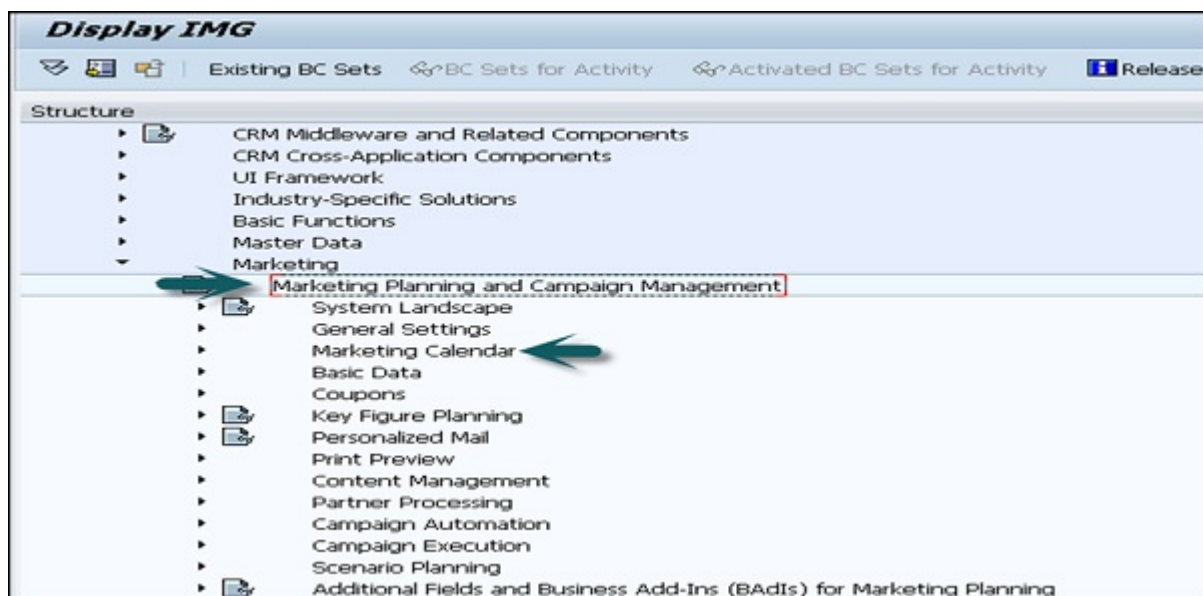 Display IMG
Existing BC Sets BC Sets for Activity Activated BC Sets for Activity Release
Structure
CRM Middleware and Related Components
CRM Cross-Application Components
UI Framework
Industry-Specific Solutions
Basic Functions
Master Data
Marketing
Marketing Planning and Campaign Management
System Landscape
General Settings
Marketing Calendar
Basic Data
Coupons
Key Figure Planning
Personalized Mail
Print Preview
Content Management
Partner Processing
Campaign Automation
Campaign Execution
Scenario Planning
Additional Fields and Business Add-Ins (BAdIs) for Marketing Planning